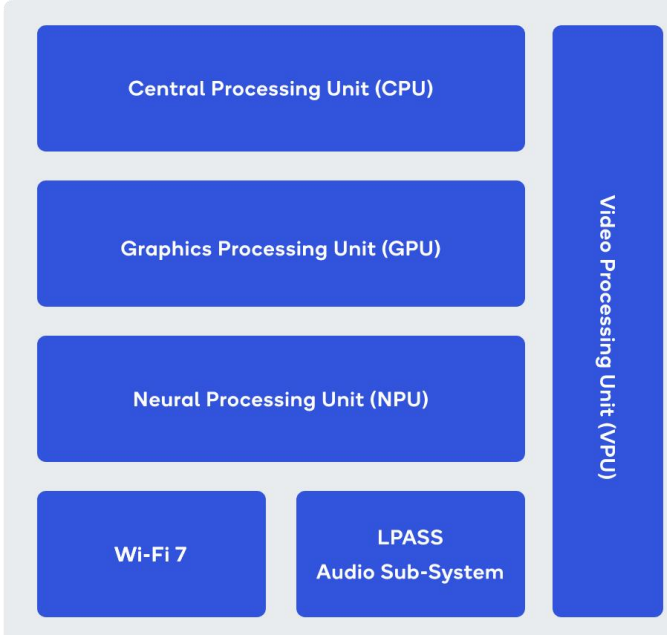 Central Processing Unit (CPU)
Graphics Processing Unit (GPU)
Neural Processing Unit (NPU)
Wi-Fi 7
LPASS
Audio Sub-System
Video Processing Unit (VPU)